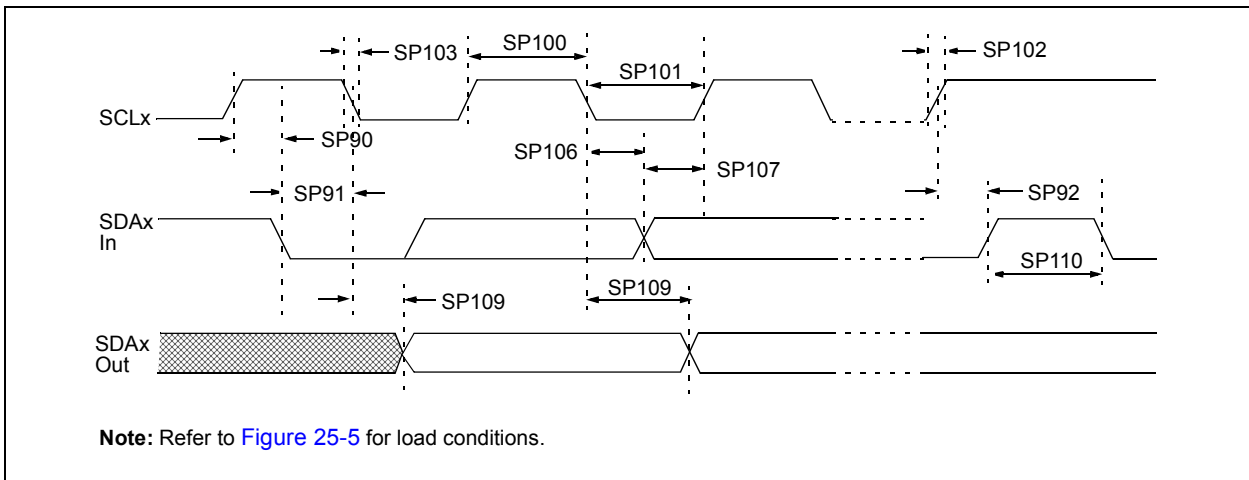 SP103
SP100
SP102
SP101
SCLx
SP90
SP106
SP107
SP91
SP92
SDAx
In
SP110
SP109
SP109
SDAx
Out
Note: Refer to Figure 25-5 for load conditions.